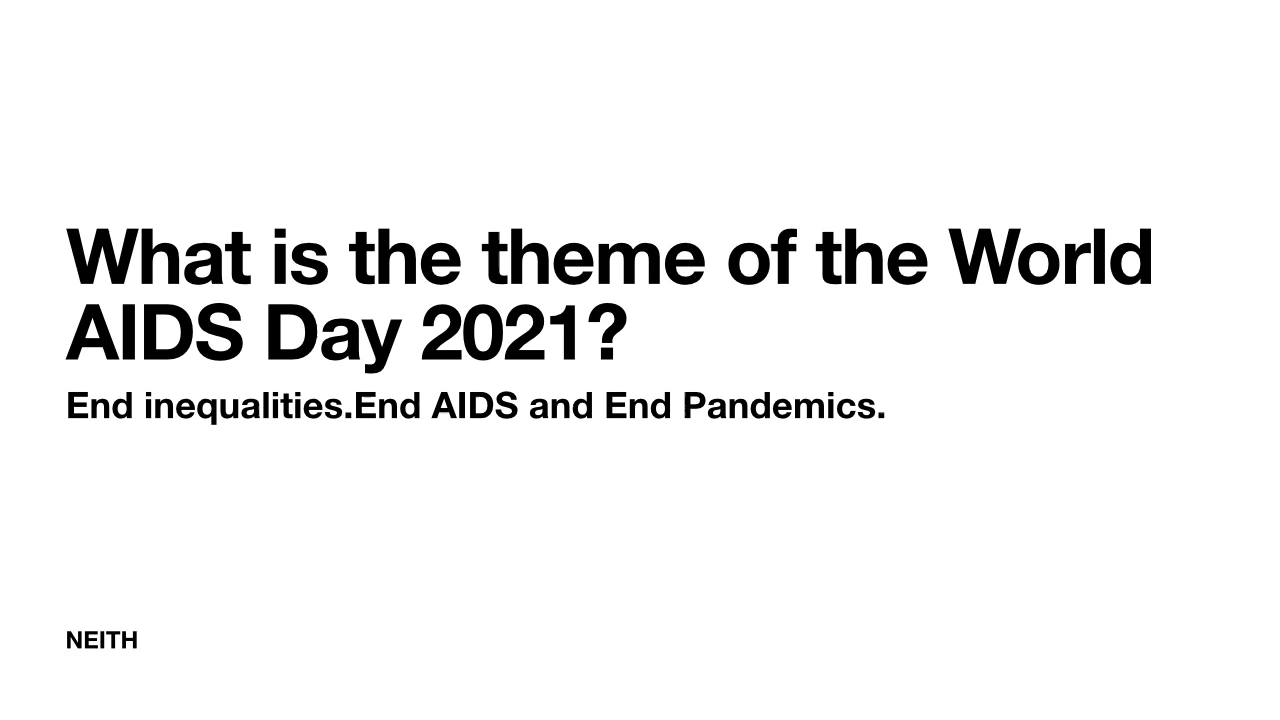 What is the theme of the World
AIDS Day 2021?
End inequalities.End AIDS and End Pandemics.
NEITH